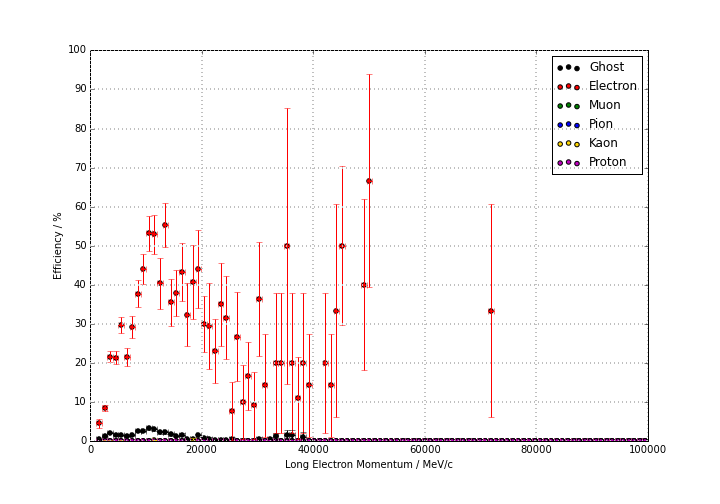 100
90
80
70
60
50
40
30
20
10
0
Efficiency / %
0 20000 40000 60000 80000 100000
Long Electron Momentum / MeV/c
Ghost
Electron
Muon
Pion
Kaon
Proton